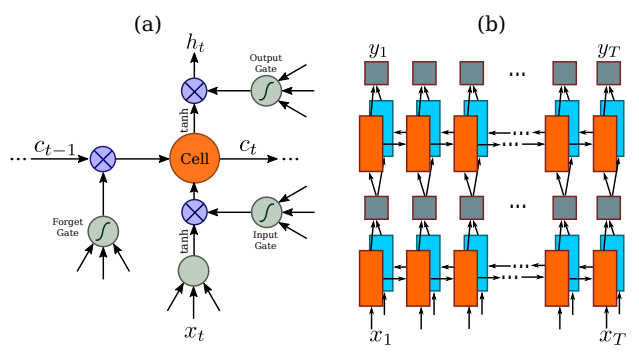 (a)
h_t
Output
Gate
tanh
... c_{t-1}
Cell
c_t ...
Forget
Gate
tanh
Input
Gate
x_t
(b)
y_1 y_T
...
...
...
...
...
...
x_1 x_T